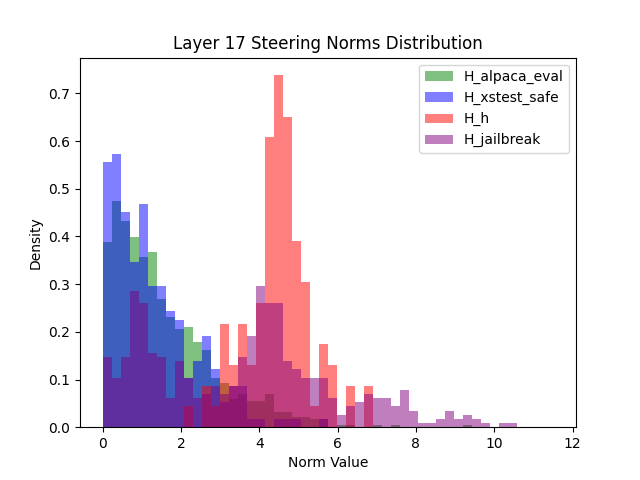 Layer 17 Steering Norms Distribution
H_alpaca_eval
H_xstest_safe
H_h
H_jailbreak
Density
0.7
0.6
0.5
0.4
0.3
0.2
0.1
0.0
0 2 4 6 8 10 12
Norm Value